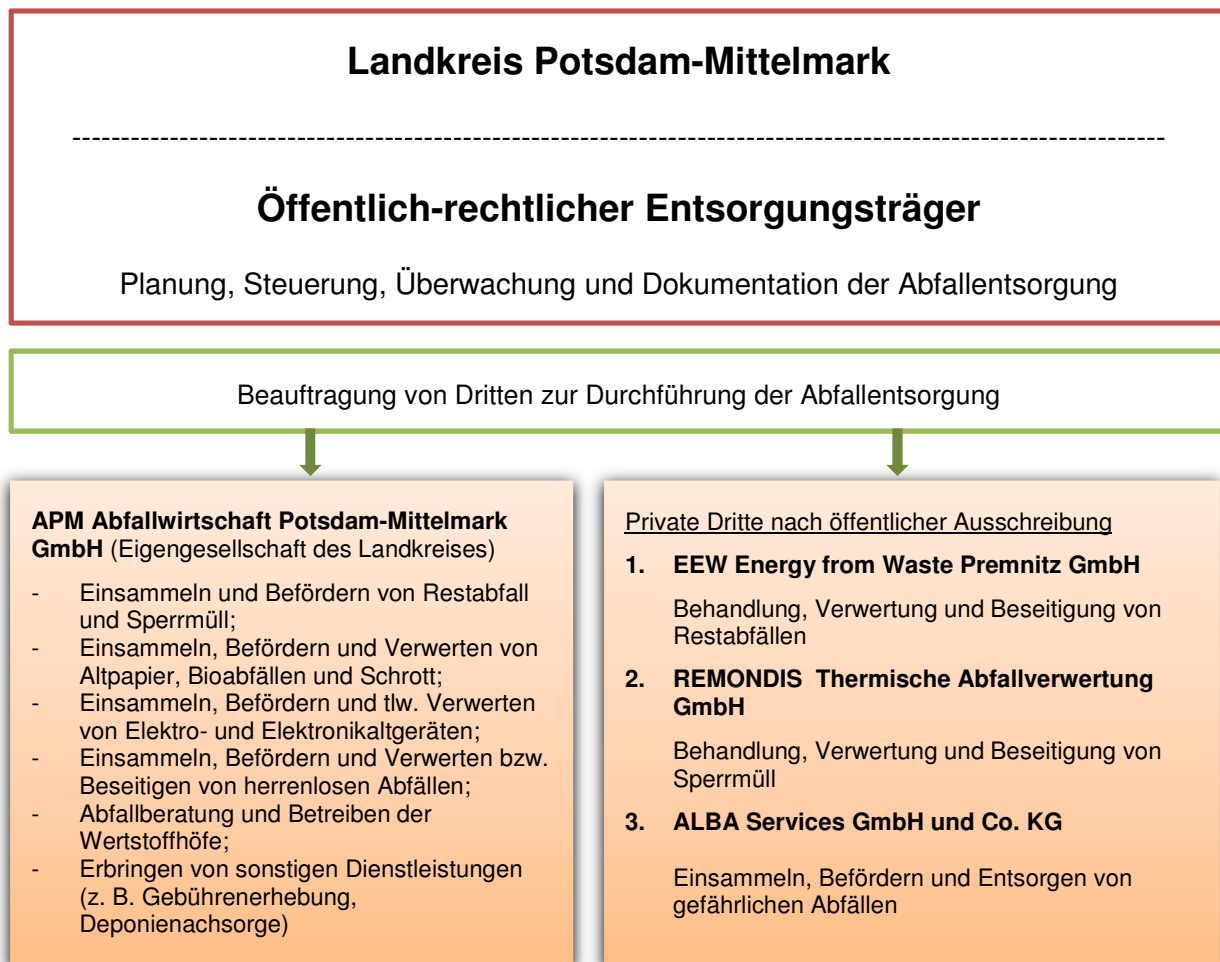 Landkreis Potsdam-Mittelmark
--------------------------------------------------------------------------------------------------------------
Öffentlich-rechtlicher Entsorgungsträger
Planung, Steuerung, Überwachung und Dokumentation der Abfallentsorgung
Beauftragung von Dritten zur Durchführung der Abfallentsorgung
APM Abfallwirtschaft Potsdam-Mittelmark
GmbH (Eigengesellschaft des Landkreises)
- Einsammeln und Befördern von Restabfall
und Sperrmüll;
- Einsammeln, Befördern und Verwerten von
Altpapier, Bioabfällen und Schrott;
- Einsammeln, Befördern und tlw. Verwerten
von Elektro- und Elektronikaltgeräten;
- Einsammeln, Befördern und Verwerten bzw.
Beseitigen von herrenlosen Abfällen;
- Abfallberatung und Betreiben der
Wertstoffhöfe;
- Erbringen von sonstigen Dienstleistungen
(z. B. Gebührenerhebung,
Deponienachsorge)
Private Dritte nach öffentlicher Ausschreibung
1. EEW Energy from Waste Premnitz GmbH
Behandlung, Verwertung und Beseitigung von
Restabfällen
2. REMONDIS Thermische Abfallverwertung
GmbH
Behandlung, Verwertung und Beseitigung von
Sperrmüll
3. ALBA Services GmbH und Co. KG
Einsammeln, Befördern und Entsorgen von
gefährlichen Abfällen